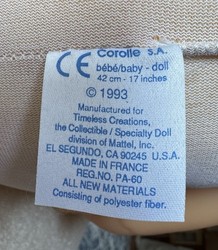 Corolle S.A.
CE bébé/baby - doll
42 cm - 17 inches
© 1993
Manufactured for
Timeless Creations,
the Collectible / Specialty Doll
division of Mattel, Inc.
EL SEGUNDO, CA 90245 U.S.A.
MADE IN FRANCE
REG.NO. PA-60
ALL NEW MATERIALS
Consisting of polyester fiber.